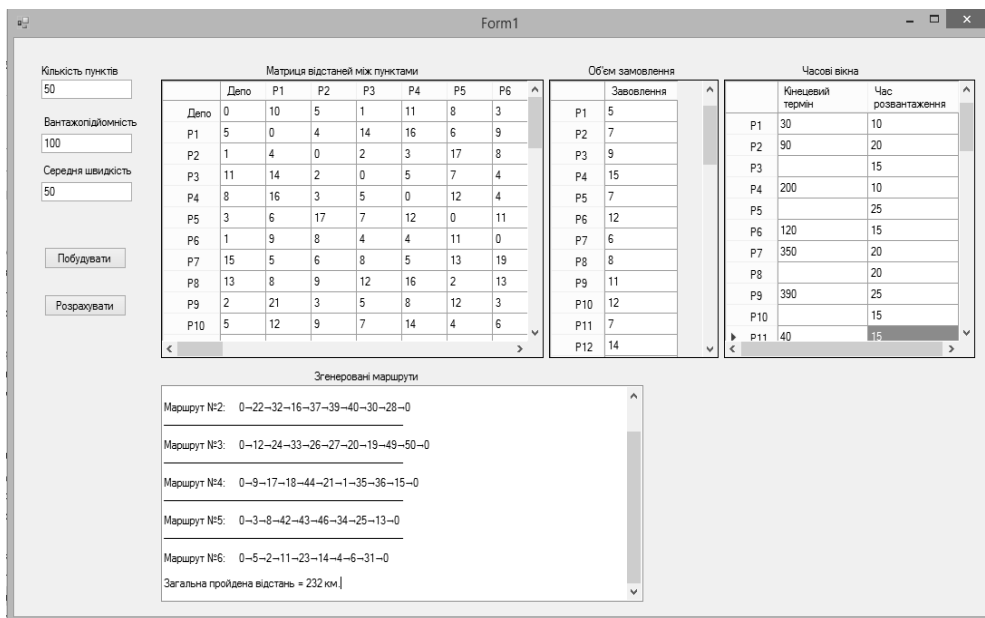 Form1
Кількість пунктів
50
Вантажопідйомність
100
Середня швидкість
50
Побудувати
Розрахувати
Матриця відстаней між пунктами
Депо P1 P2 P3 P4 P5 P6
Депо 0 10 5 1 11 8 3
P1 5 0 4 14 16 6 9
P2 1 4 0 2 3 17 8
P3 11 14 2 0 5 7 4
P4 8 16 3 5 0 12 4
P5 3 6 17 7 12 0 11
P6 1 9 8 4 4 11 0
P7 15 5 6 8 5 13 19
P8 13 8 9 12 16 2 13
P9 2 21 3 5 8 12 3
P10 5 12 9 7 14 4 6
Об'єм замовлення
Завовлення
P1 5
P2 7
P3 9
P4 15
P5 7
P6 12
P7 6
P8 8
P9 11
P10 12
P11 7
P12 14
Часові вікна
Кінецевий термін Час розвантаження
P1 30 10
P2 90 20
P3 15
P4 200 10
P5 25
P6 120 15
P7 350 20
P8 20
P9 390 25
P10 15
P11 40 15
Згенеровані маршрути
Маршрут №2: 0→22→32→16→37→39→40→30→28→0
Маршрут №3: 0→12→24→33→26→27→20→19→49→50→0
Маршрут №4: 0→9→17→18→44→21→1→35→36→15→0
Маршрут №5: 0→3→8→42→43→46→34→25→13→0
Маршрут №6: 0→5→2→11→23→14→4→6→31→0
Загальна пройдена відстань = 232 км.